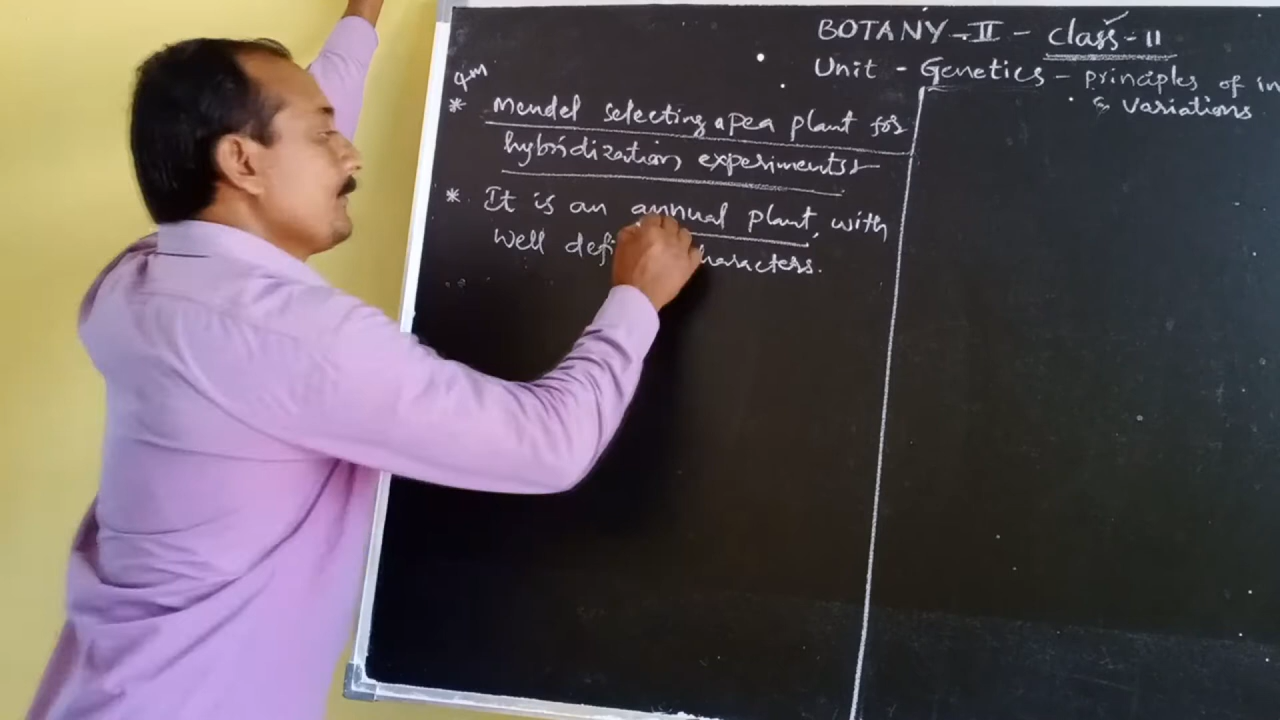 BOTANY - II - Class - 11
Unit - Genetics - principles of in
& variations
4m
* Mendel selecting a pea plant for
hybridization experiments:-
* It is an annual plant, with
well characters.